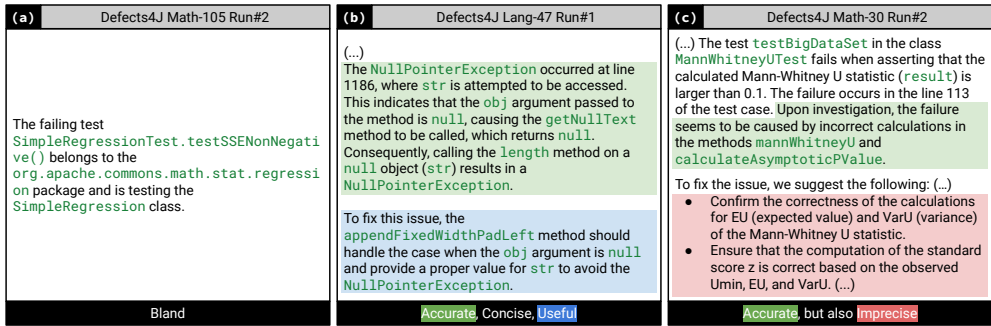 (a) Defects4J Math-105 Run#2
The failing test
SimpleRegressionTest.testSSENonNegati
ve() belongs to the
org.apache.commons.math.stat.regressi
on package and is testing the
SimpleRegression class.
Bland
(b) Defects4J Lang-47 Run#1
(...)
The NullPointerException occurred at line
1186, where str is attempted to be accessed.
This indicates that the obj argument passed to
the method is null, causing the getNullText
method to be called, which returns null.
Consequently, calling the length method on a
null object (str) results in a
NullPointerException.
To fix this issue, the
appendFixedWidthPadLeft method should
handle the case when the obj argument is null
and provide a proper value for str to avoid the
NullPointerException.
Accurate, Concise, Useful
(c) Defects4J Math-30 Run#2
(...) The test testBigDataSet in the class
MannWhitneyUTest fails when asserting that the
calculated Mann-Whitney U statistic (result) is
larger than 0.1. The failure occurs in the line 113
of the test case. Upon investigation, the failure
seems to be caused by incorrect calculations in
the methods mannWhitneyU and
calculateAsymptoticPValue.
To fix the issue, we suggest the following: (...)
● Confirm the correctness of the calculations
for EU (expected value) and VarU (variance)
of the Mann-Whitney U statistic.
● Ensure that the computation of the standard
score z is correct based on the observed
Umin, EU, and VarU. (...)
Accurate, but also Imprecise